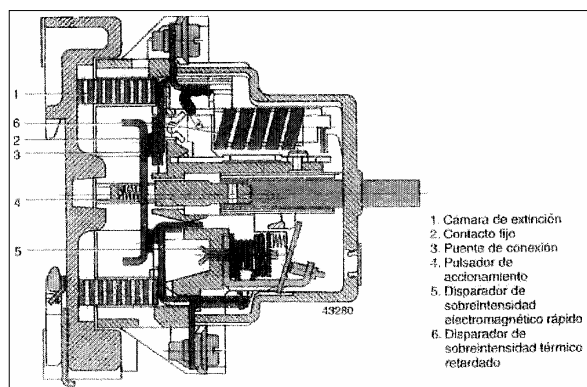 1
6
2
3
4
5
43280
1. Cámara de extinción
2. Contacto fijo
3. Puente de conexión
4. Pulsador de
accionamiento
5. Disparador de
sobreintensidad
electromagnético rápido
6. Disparador de
sobreintensidad térmico
retardado